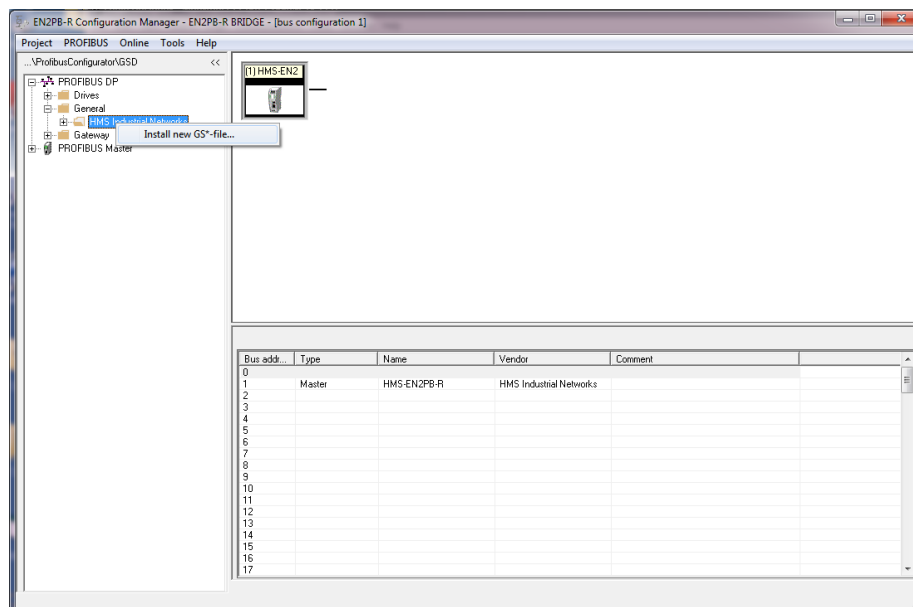 EN2PB-R Configuration Manager - EN2PB-R BRIDGE - [bus configuration 1]
Project PROFIBUS Online Tools Help
...\ProfibusConfigurator\GSD <<
PROFIBUS DP
Drives
General
HMS Industrial Networks
Install new GS*-file...
Gateway
PROFIBUS Master
(1) HMS-EN2
Bus addr... Type Name Vendor Comment
0
1 Master HMS-EN2PB-R HMS Industrial Networks
2
3
4
5
6
7
8
9
10
11
12
13
14
15
16
17